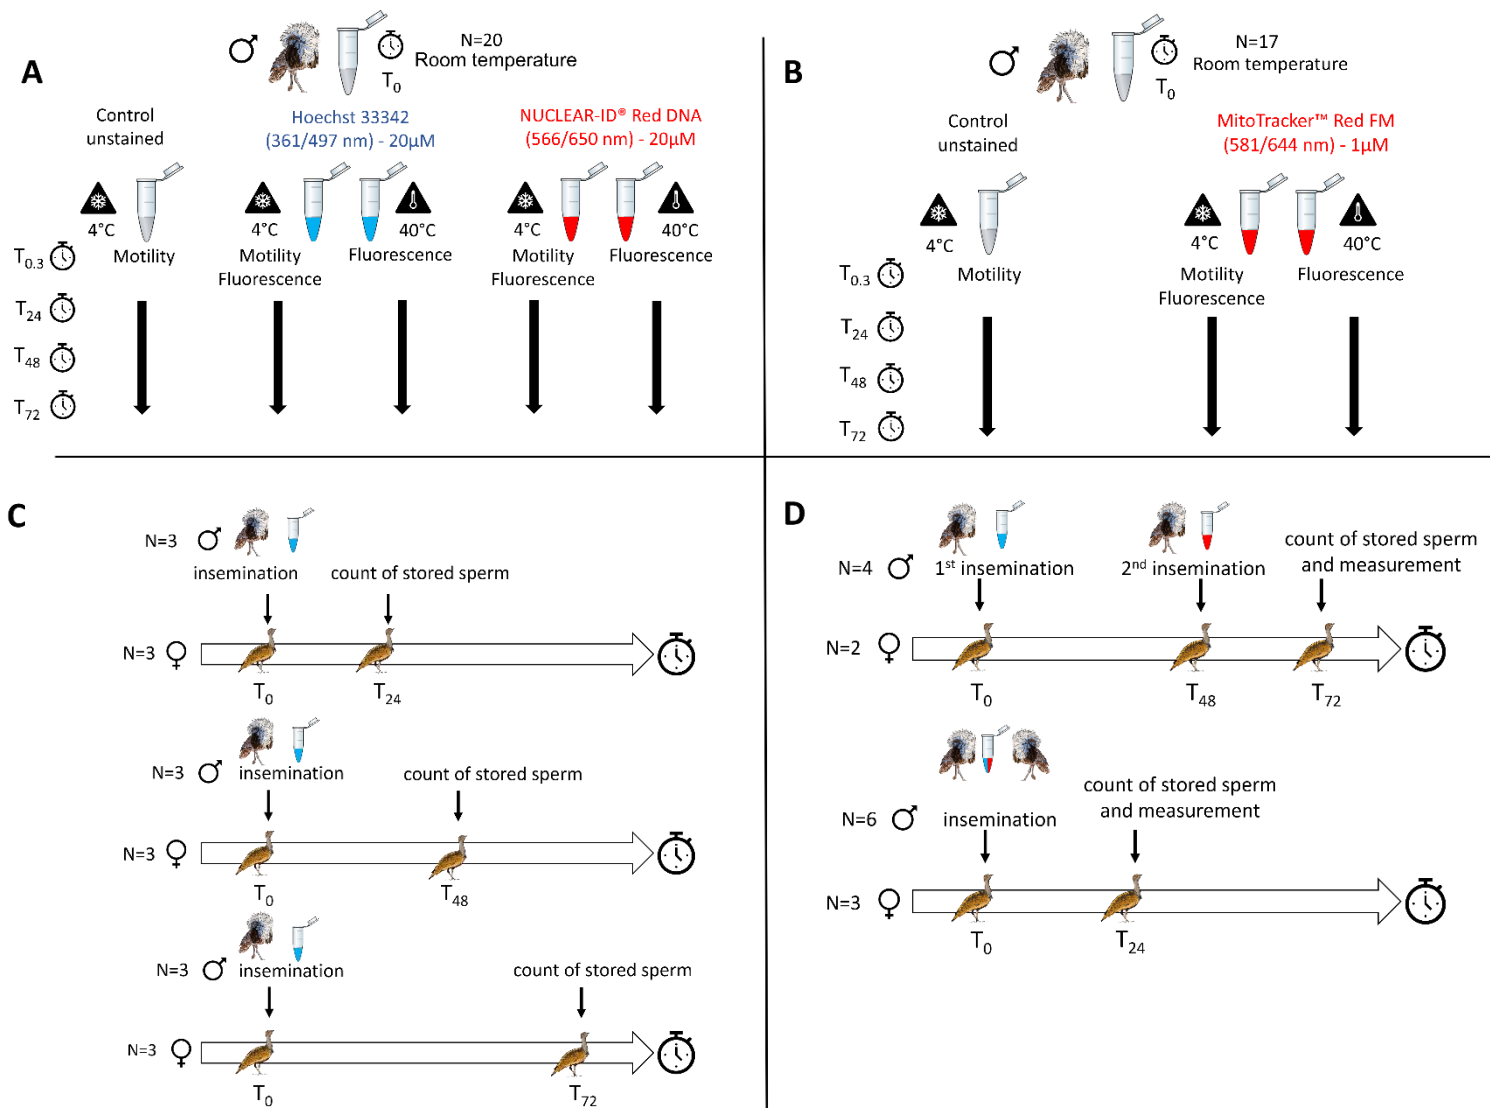 A
N=20
Room temperature
T0
Control
unstained
Hoechst 33342
(361/497 nm) - 20µM
NUCLEAR-ID® Red DNA
(566/650 nm) - 20µM
4°C
4°C
40°C
4°C
40°C
Motility
Motility
Fluorescence
Fluorescence
Motility
Fluorescence
Fluorescence
T0.3
T24
T48
T72
B
N=17
Room temperature
T0
Control
unstained
MitoTracker™ Red FM
(581/644 nm) - 1µM
4°C
4°C
40°C
Motility
Motility
Fluorescence
Fluorescence
T0.3
T24
T48
T72
C
N=3
insemination
count of stored sperm
N=3
T0
T24
N=3
insemination
count of stored sperm
N=3
T0
T48
N=3
insemination
count of stored sperm
N=3
T0
T72
D
N=4
1st insemination
2nd insemination
count of stored sperm
and measurement
N=2
T0
T48
T72
N=6
insemination
count of stored sperm
and measurement
N=3
T0
T24